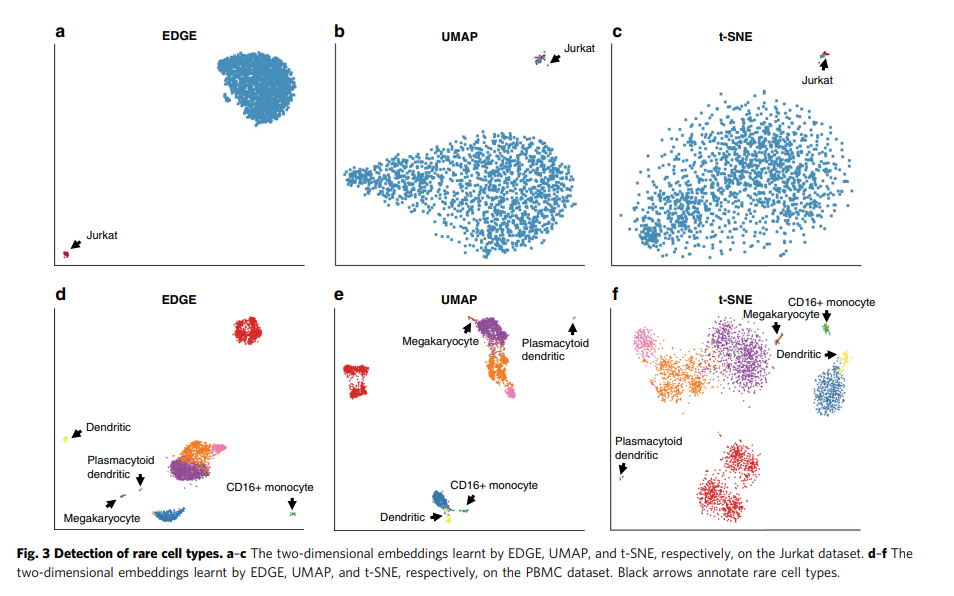 a
EDGE
Jurkat
b
UMAP
Jurkat
c
t-SNE
Jurkat
d
EDGE
Dendritic
Plasmacytoid
dendritic
Megakaryocyte
CD16+ monocyte
e
UMAP
Megakaryocyte
Plasmacytoid
dendritic
CD16+ monocyte
Dendritic
f
t-SNE
CD16+ monocyte
Megakaryocyte
Dendritic
Plasmacytoid
dendritic
Fig. 3 Detection of rare cell types. a–c The two-dimensional embeddings learnt by EDGE, UMAP, and t-SNE, respectively, on the Jurkat dataset. d–f The
two-dimensional embeddings learnt by EDGE, UMAP, and t-SNE, respectively, on the PBMC dataset. Black arrows annotate rare cell types.